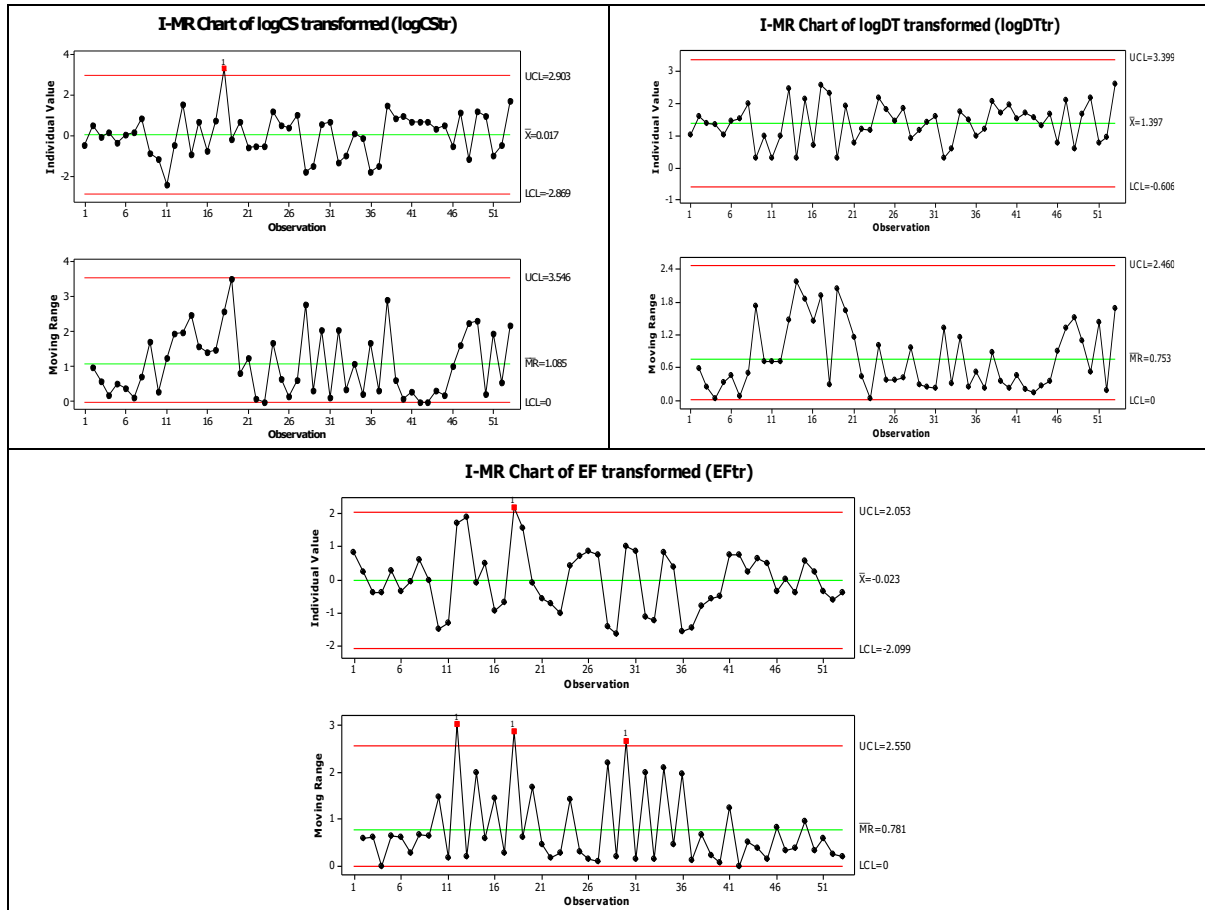 I-MR Chart of logCS transformed (logCStr)
4
2
0
-2
Individual Value
1
UCL=2.903
X=0.017
LCL=-2.869
1 6 11 16 21 26 31 36 41 46 51
Observation
4
3
2
1
0
Moving Range
UCL=3.546
MR=1.085
LCL=0
1 6 11 16 21 26 31 36 41 46 51
Observation
I-MR Chart of logDT transformed (logDTtr)
3
2
1
0
-1
Individual Value
UCL=3.399
X=1.397
LCL=-0.606
1 6 11 16 21 26 31 36 41 46 51
Observation
2.4
1.8
1.2
0.6
0.0
Moving Range
UCL=2.460
MR=0.753
LCL=0
1 6 11 16 21 26 31 36 41 46 51
Observation
I-MR Chart of EF transformed (EFtr)
2
1
0
-1
-2
Individual Value
1
UCL=2.053
X=-0.023
LCL=-2.099
1 6 11 16 21 26 31 36 41 46 51
Observation
3
2
1
0
Moving Range
1 1 1
UCL=2.550
MR=0.781
LCL=0
1 6 11 16 21 26 31 36 41 46 51
Observation